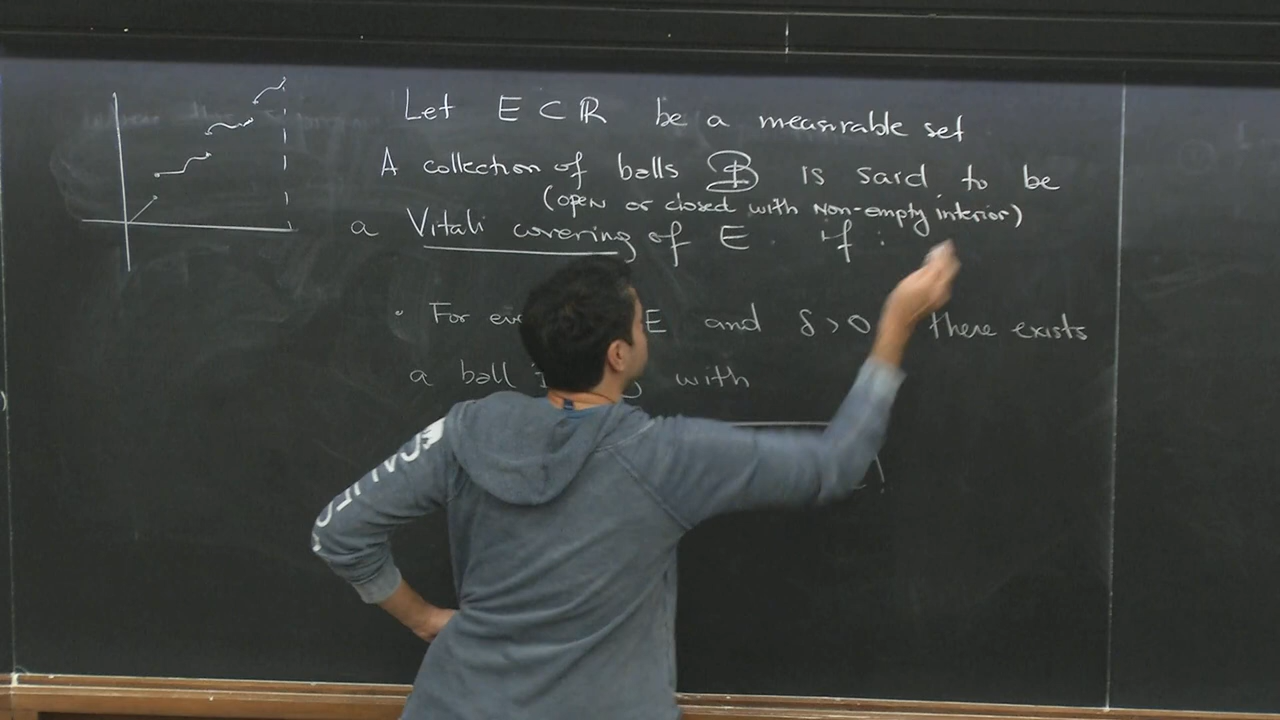 Let E ⊂ ℝ be a measurable set
A collection of balls 𝔹 is said to be
(open or closed with non-empty interior)
a Vitali covering of E if :
• For E and δ > 0 there exists
a ball with